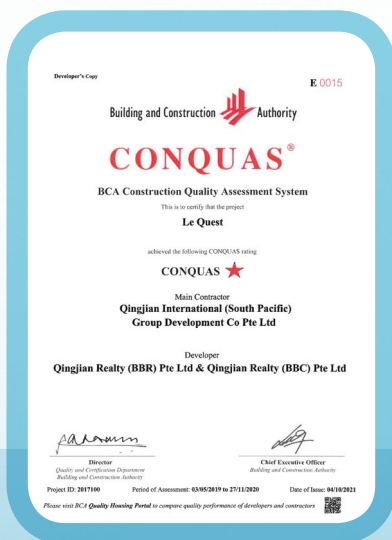 Developer's Copy
E 0015
Building and Construction Authority
CONQUAS®
BCA Construction Quality Assessment System
This is to certify that the project
Le Quest
achieved the following CONQUAS rating
CONQUAS
Main Contractor
Qingjian International (South Pacific)
Group Development Co Pte Ltd
Developer
Qingjian Realty (BBR) Pte Ltd & Qingjian Realty (BBC) Pte Ltd
Director
Quality and Certification Department
Building and Construction Authority
Chief Executive Officer
Building and Construction Authority
Project ID: 2017100 Period of Assessment: 03/05/2019 to 27/11/2020 Date of Issue: 04/10/2021
Please visit BCA Quality Housing Portal to compare quality performance of developers and contractors